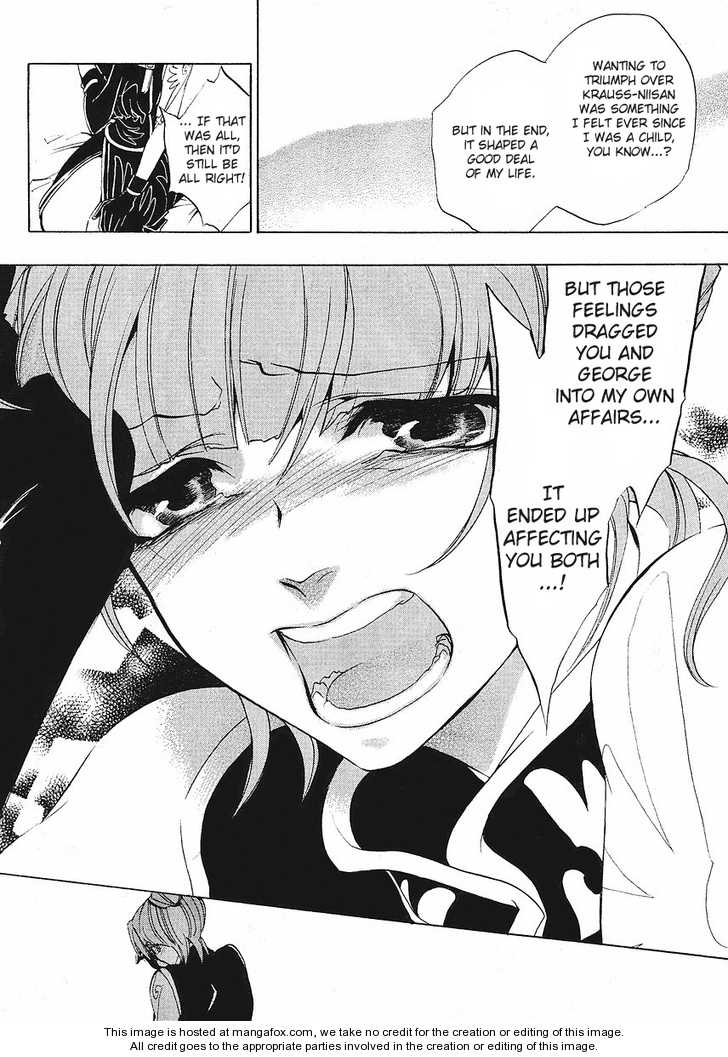 WANTING TO
TRIUMPH OVER
KRAUSS-NIISAN
WAS SOMETHING
I FELT EVER SINCE
I WAS A CHILD,
YOU KNOW...?
BUT IN THE END,
IT SHAPED A
GOOD DEAL
OF MY LIFE.
... IF THAT
WAS ALL,
THEN IT'D
STILL BE
ALL RIGHT!
BUT THOSE
FEELINGS
DRAGGED
YOU AND
GEORGE
INTO MY OWN
AFFAIRS...
IT
ENDED UP
AFFECTING
YOU BOTH
...!
This image is hosted at mangafox.com, we take no credit for the creation or editing of this image.
All credit goes to the appropriate parties involved in the creation or editing of this image.